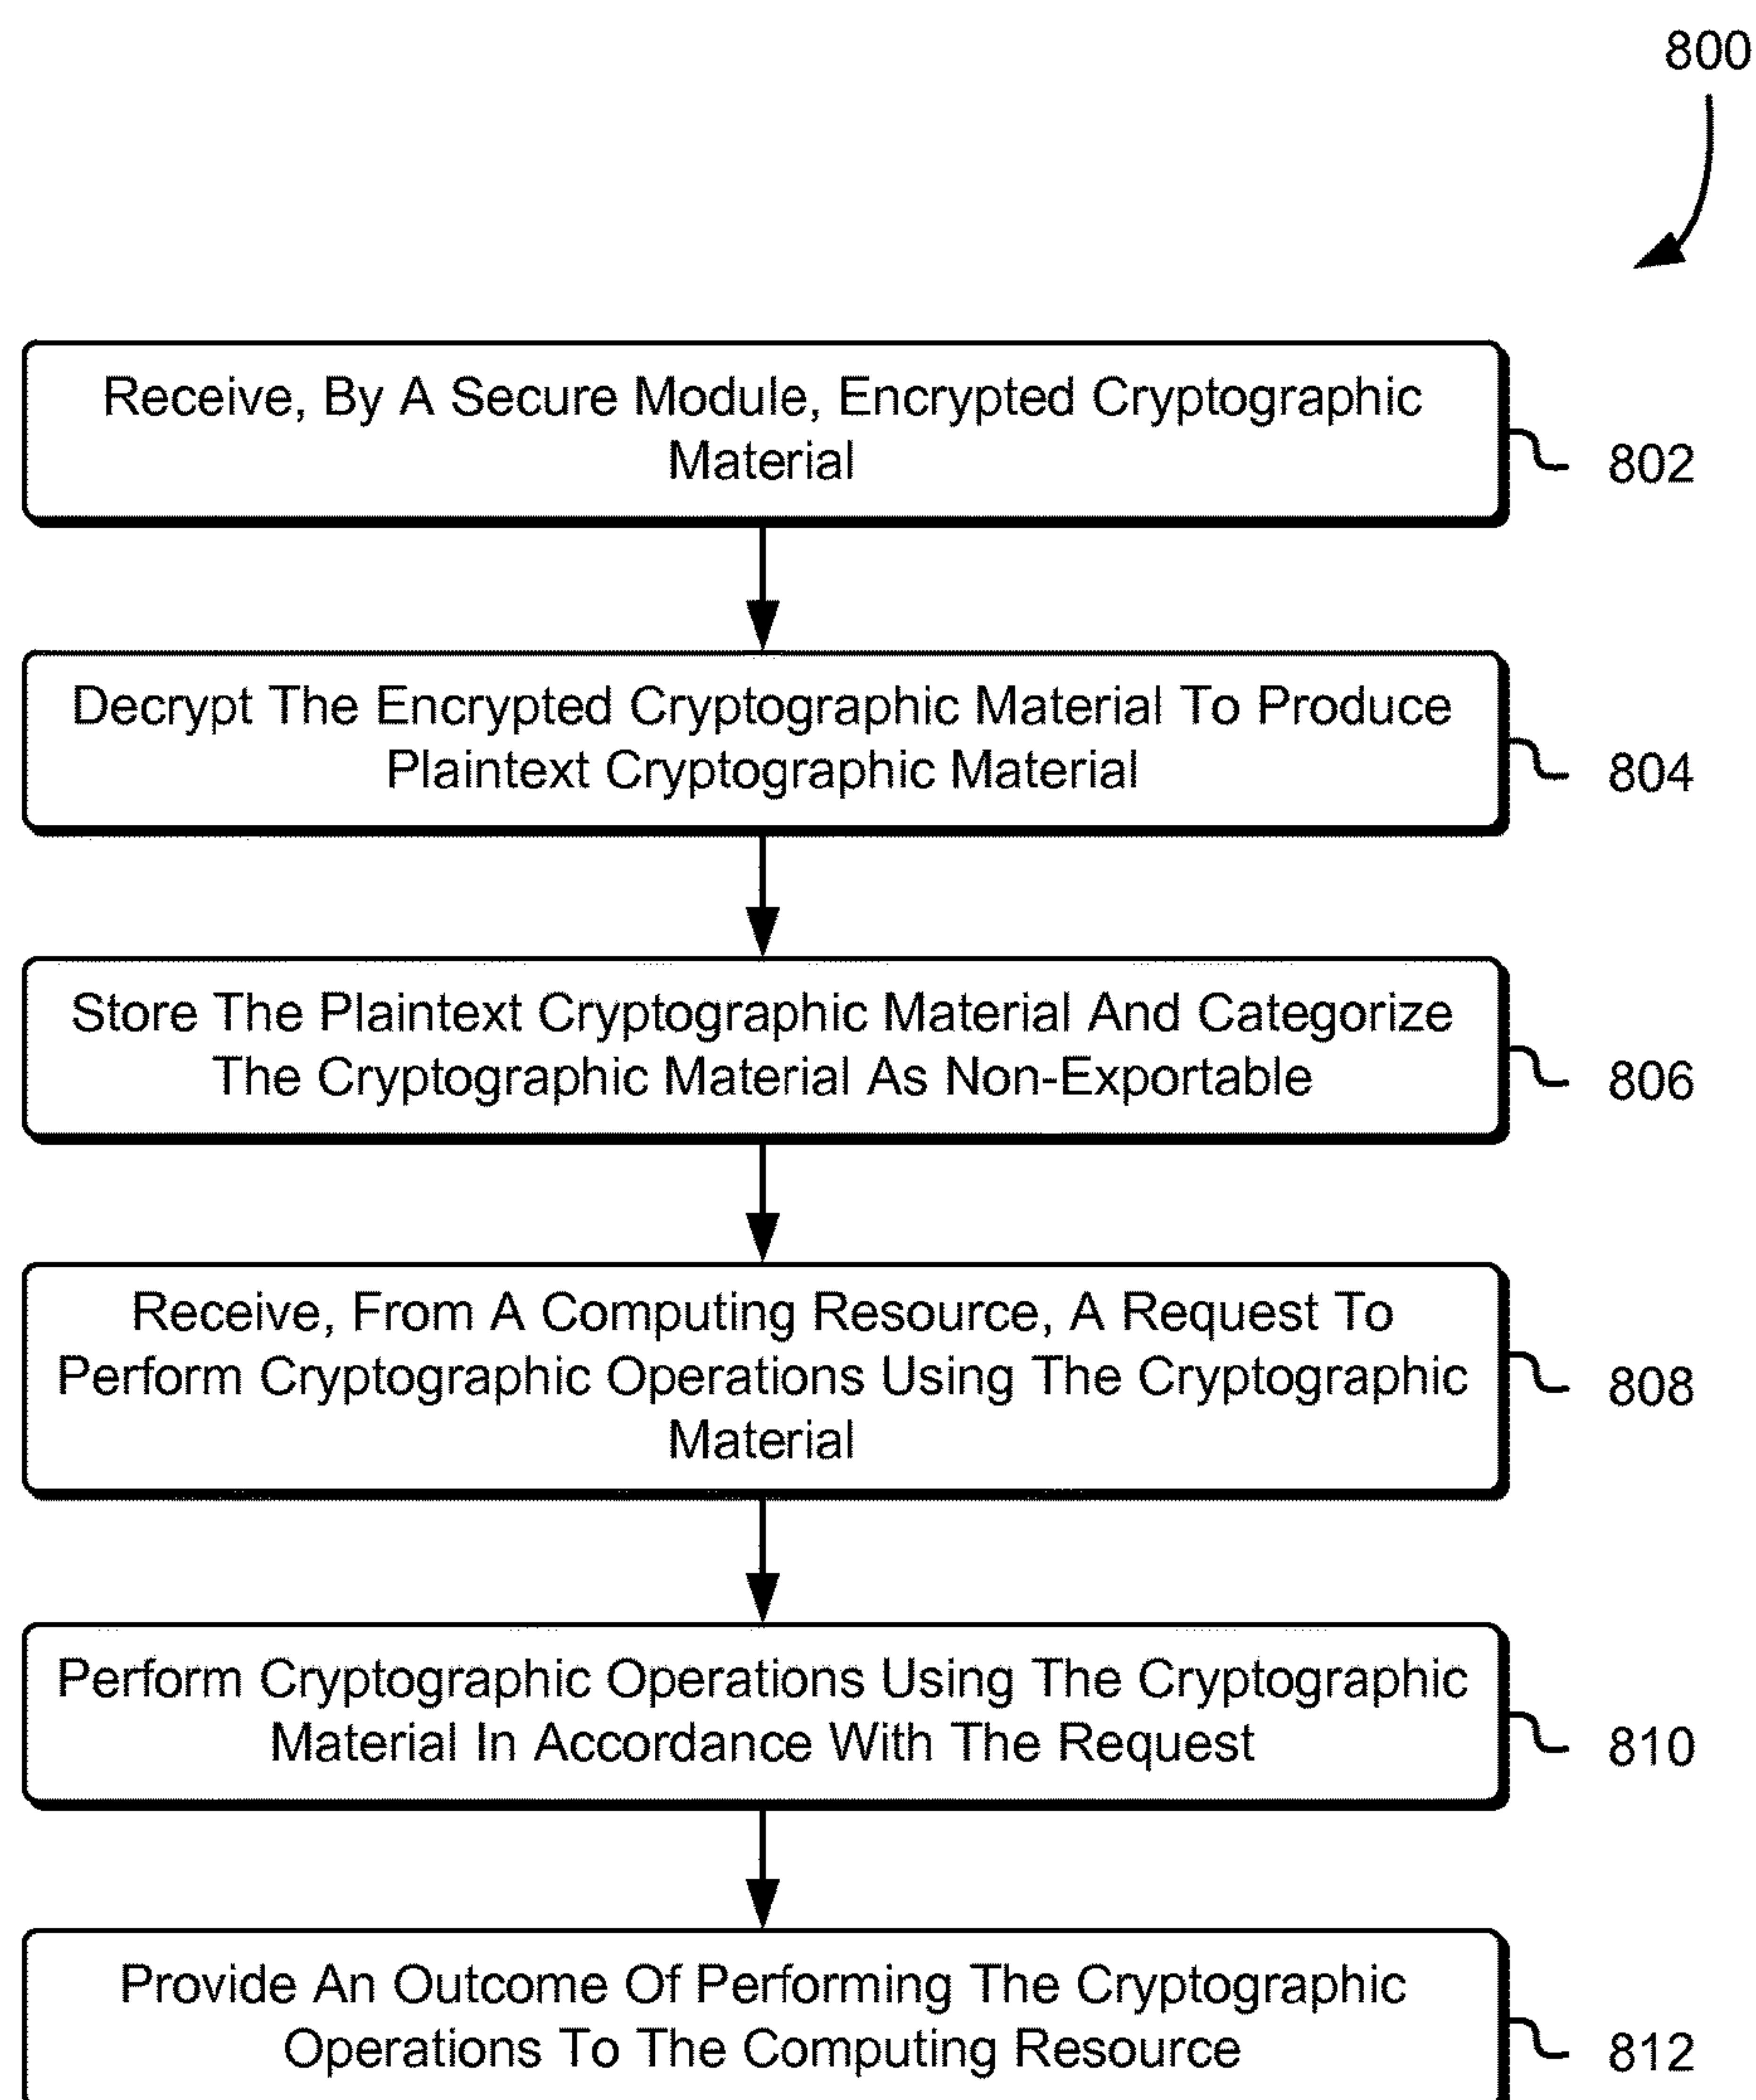 800
Receive, By A Secure Module, Encrypted Cryptographic
Material
802
Decrypt The Encrypted Cryptographic Material To Produce
Plaintext Cryptographic Material
804
Store The Plaintext Cryptographic Material And Categorize
The Cryptographic Material As Non-Exportable
806
Receive, From A Computing Resource, A Request To
Perform Cryptographic Operations Using The Cryptographic
Material
808
Perform Cryptographic Operations Using The Cryptographic
Material In Accordance With The Request
810
Provide An Outcome Of Performing The Cryptographic
Operations To The Computing Resource
812